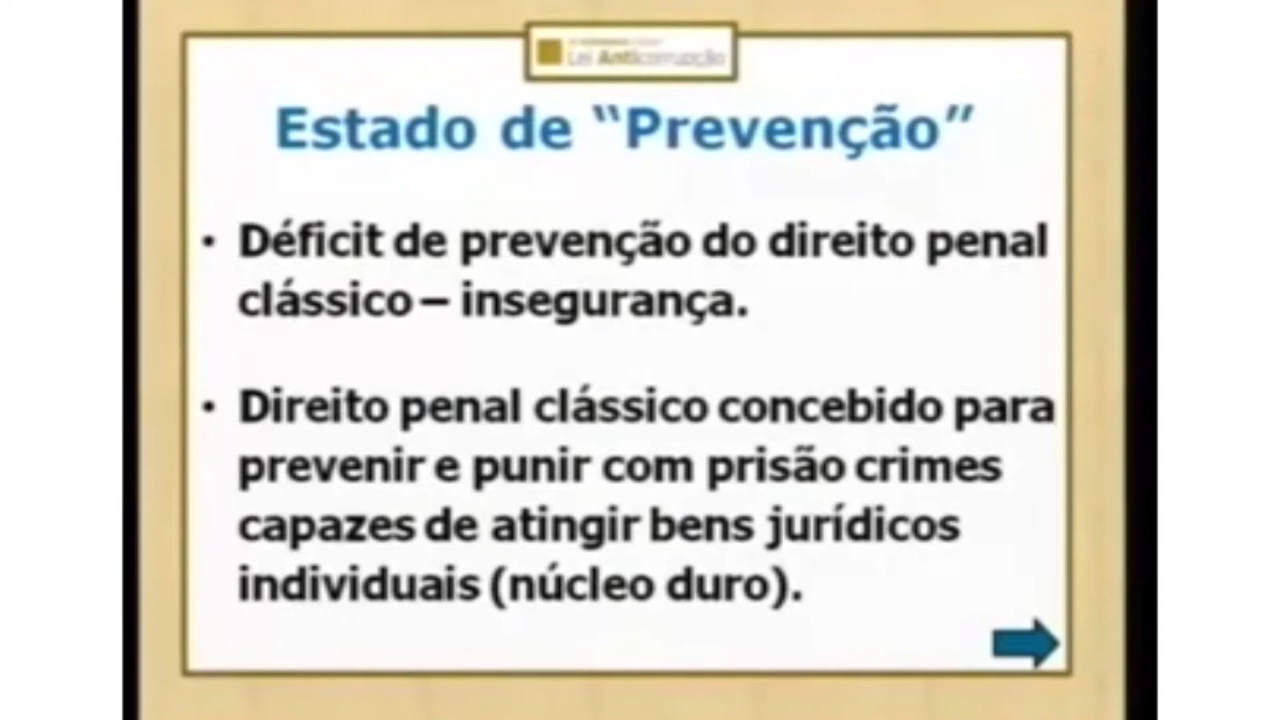 Lei Anticorrupção
Estado de “Prevenção”
• Déficit de prevenção do direito penal
clássico – insegurança.
• Direito penal clássico concebido para
prevenir e punir com prisão crimes
capazes de atingir bens jurídicos
individuais (núcleo duro).